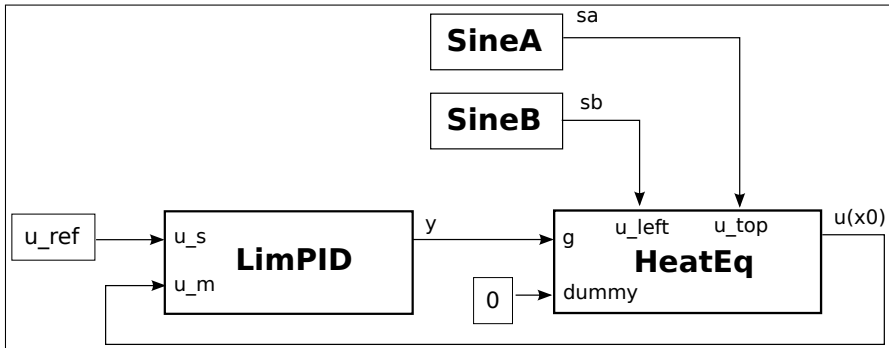 sa
SineA
sb
SineB
u_ref
u_s
u_m
LimPID
y
g
u_left
u_top
HeatEq
dummy
0
u(x0)